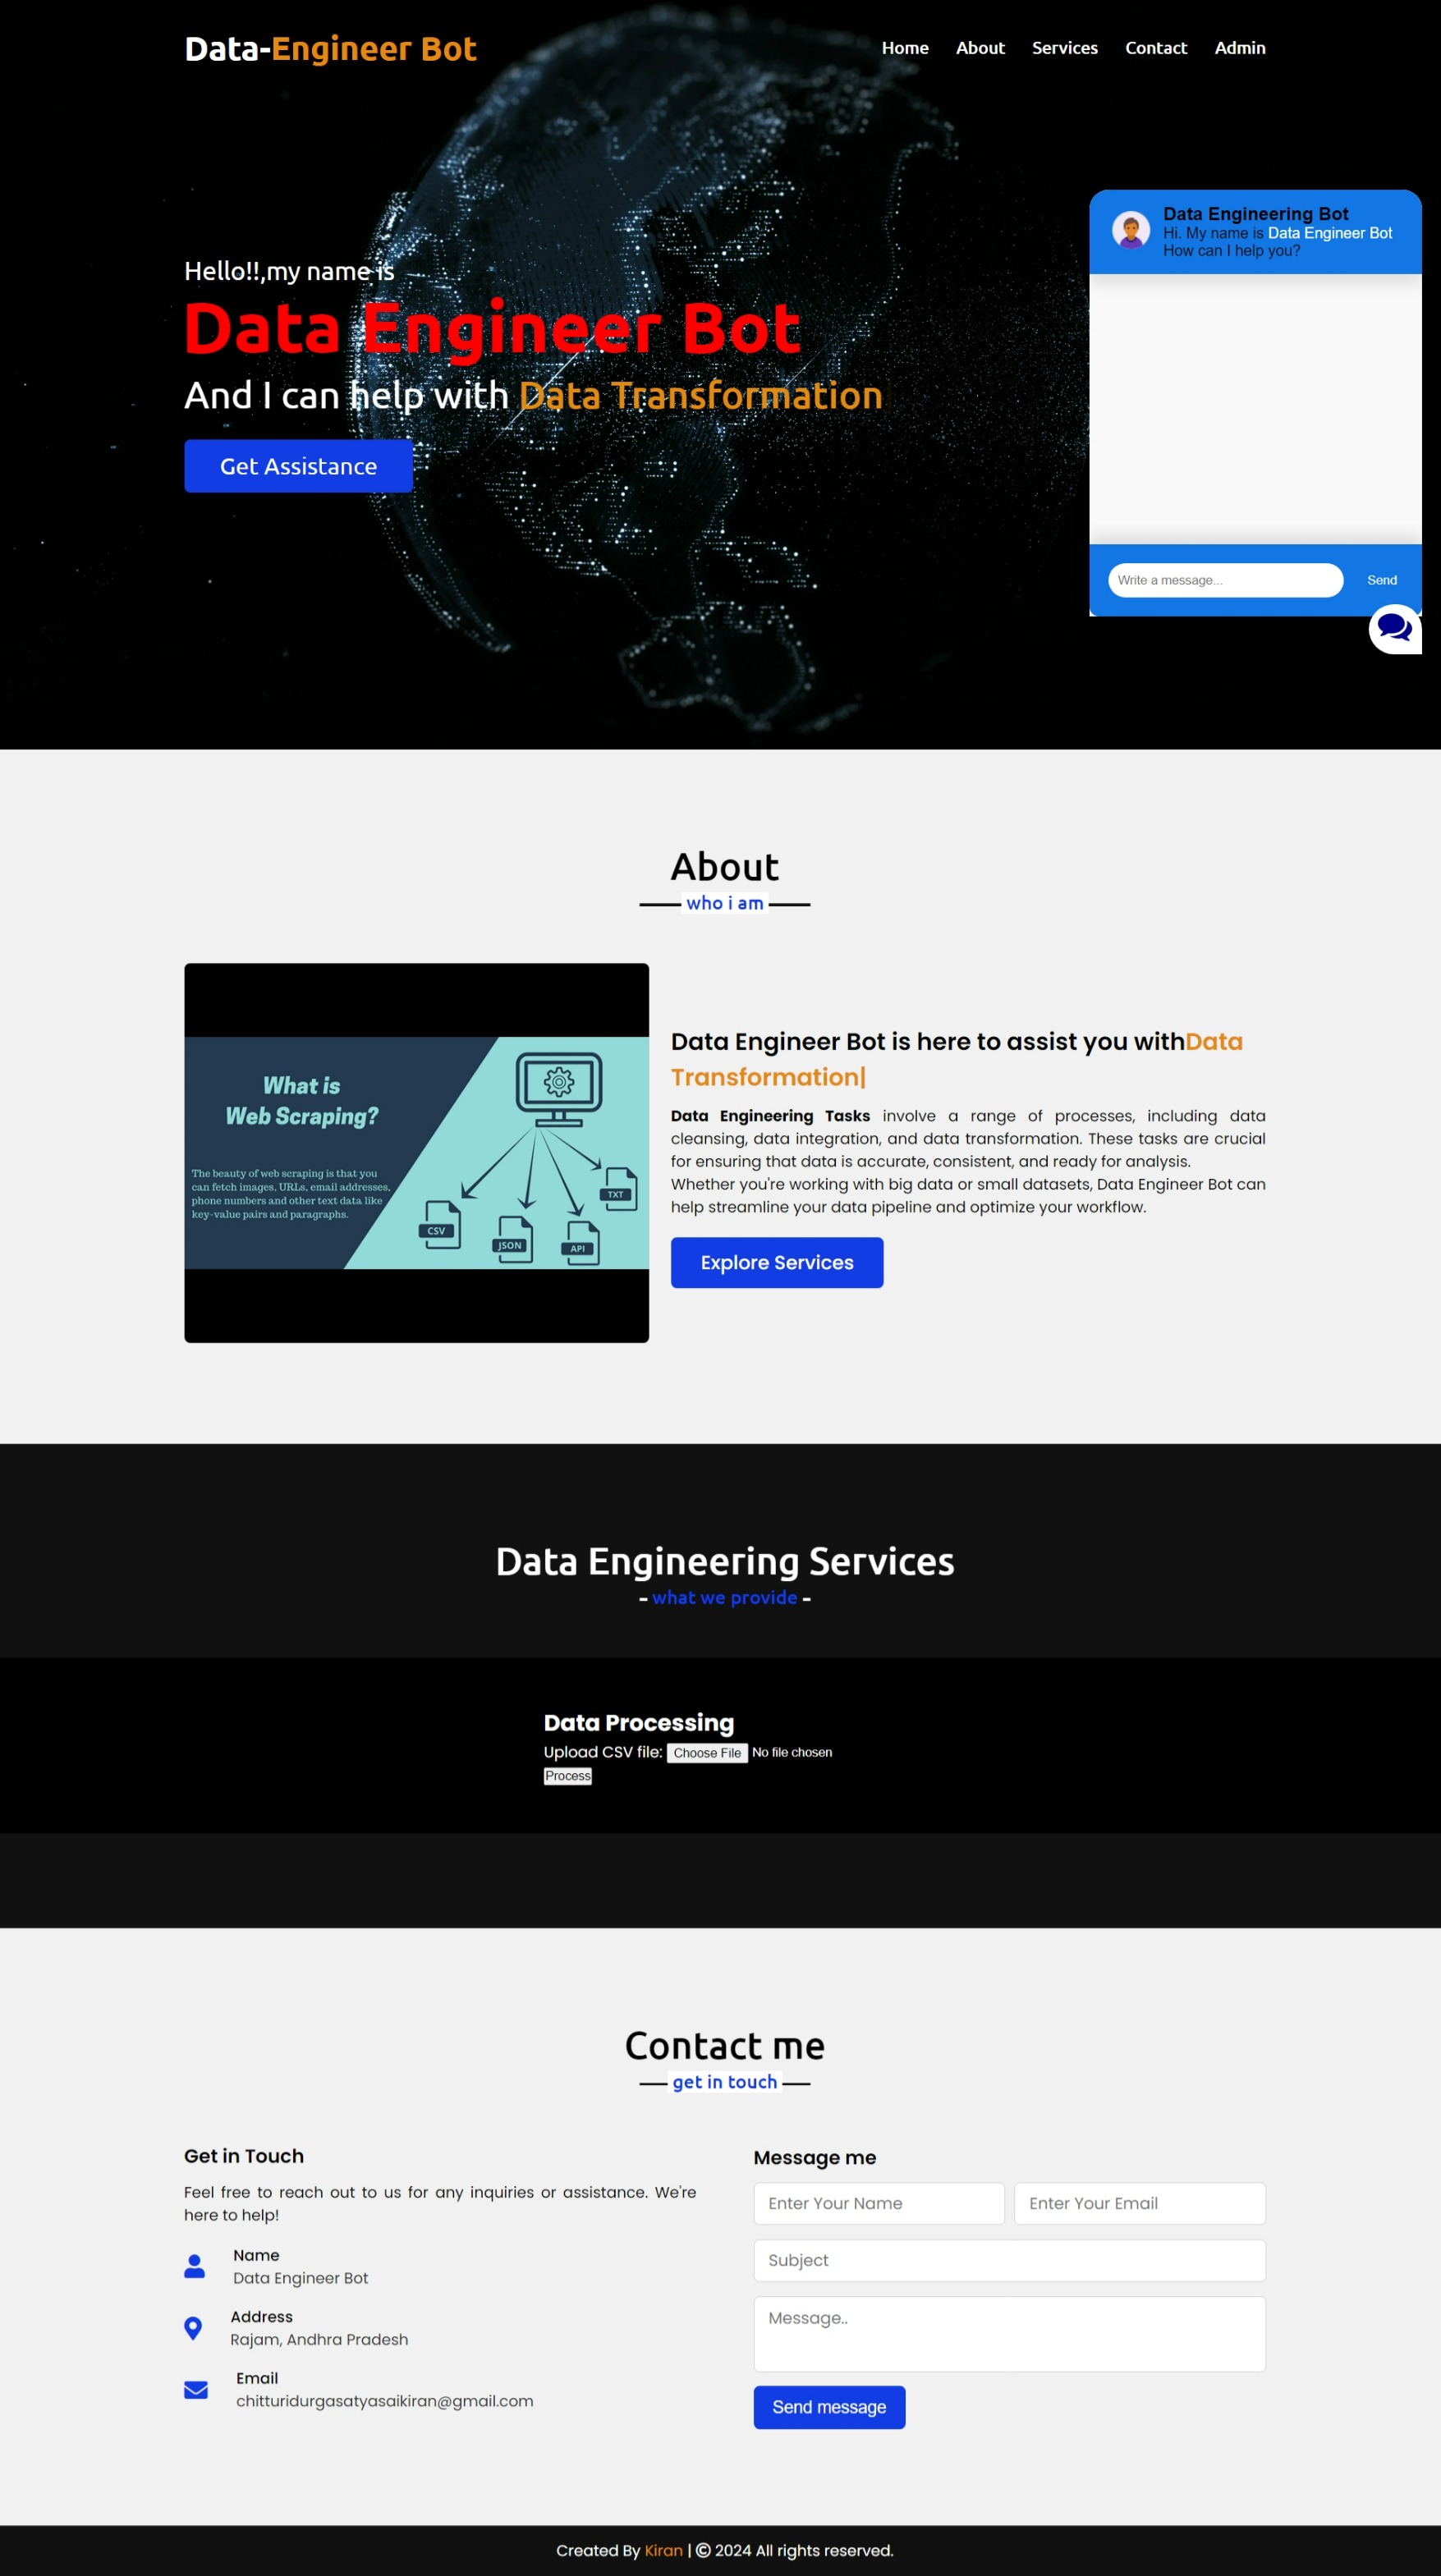 Data-Engineer Bot
Home About Services Contact Admin
Hello!!,my name is
Data Engineer Bot
And I can help with Data Transformation
Get Assistance
Data Engineering Bot
Hi. My name is Data Engineer Bot
How can I help you?
Write a message...
Send
About
who i am
What is
Web Scraping?
The beauty of web scraping is that you
can fetch images, URLs, email addresses,
phone numbers and other text data like
key-value pairs and paragraphs.
CSV
JSON
API
TXT
Data Engineer Bot is here to assist you withData
Transformation|
Data Engineering Tasks involve a range of processes, including data
cleansing, data integration, and data transformation. These tasks are crucial
for ensuring that data is accurate, consistent, and ready for analysis.
Whether you're working with big data or small datasets, Data Engineer Bot can
help streamline your data pipeline and optimize your workflow.
Explore Services
Data Engineering Services
what we provide
Data Processing
Upload CSV file: Choose File No file chosen
Process
Contact me
get in touch
Get in Touch
Feel free to reach out to us for any inquiries or assistance. We're
here to help!
Name
Data Engineer Bot
Address
Rajam, Andhra Pradesh
Email
chitturidurgasatyasaikiran@gmail.com
Message me
Enter Your Name
Enter Your Email
Subject
Message..
Send message
Created By Kiran | © 2024 All rights reserved.